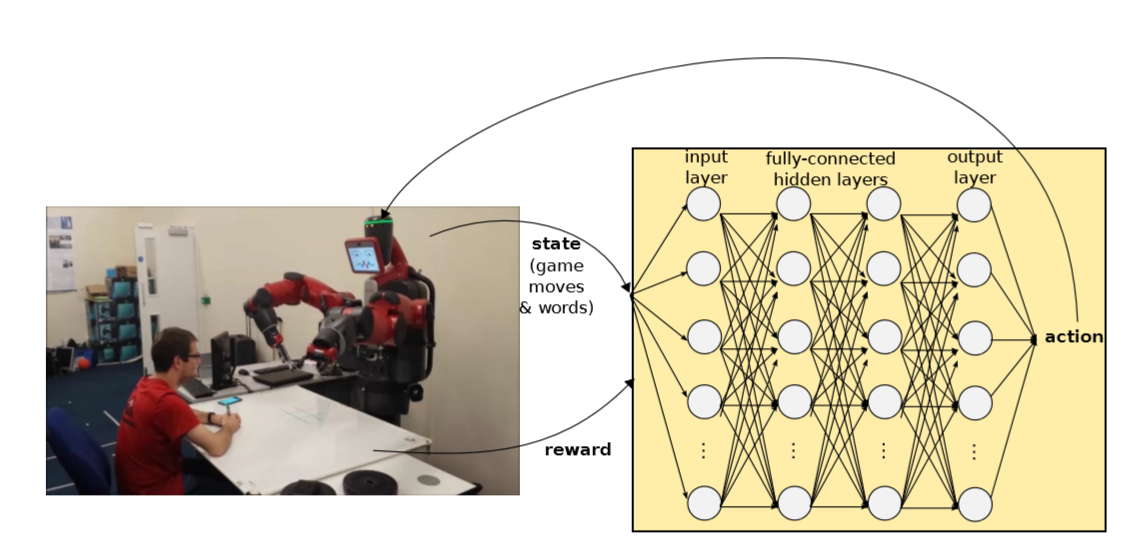 input
layer
fully-connected
hidden layers
output
layer
state
(game
moves
& words)
action
reward